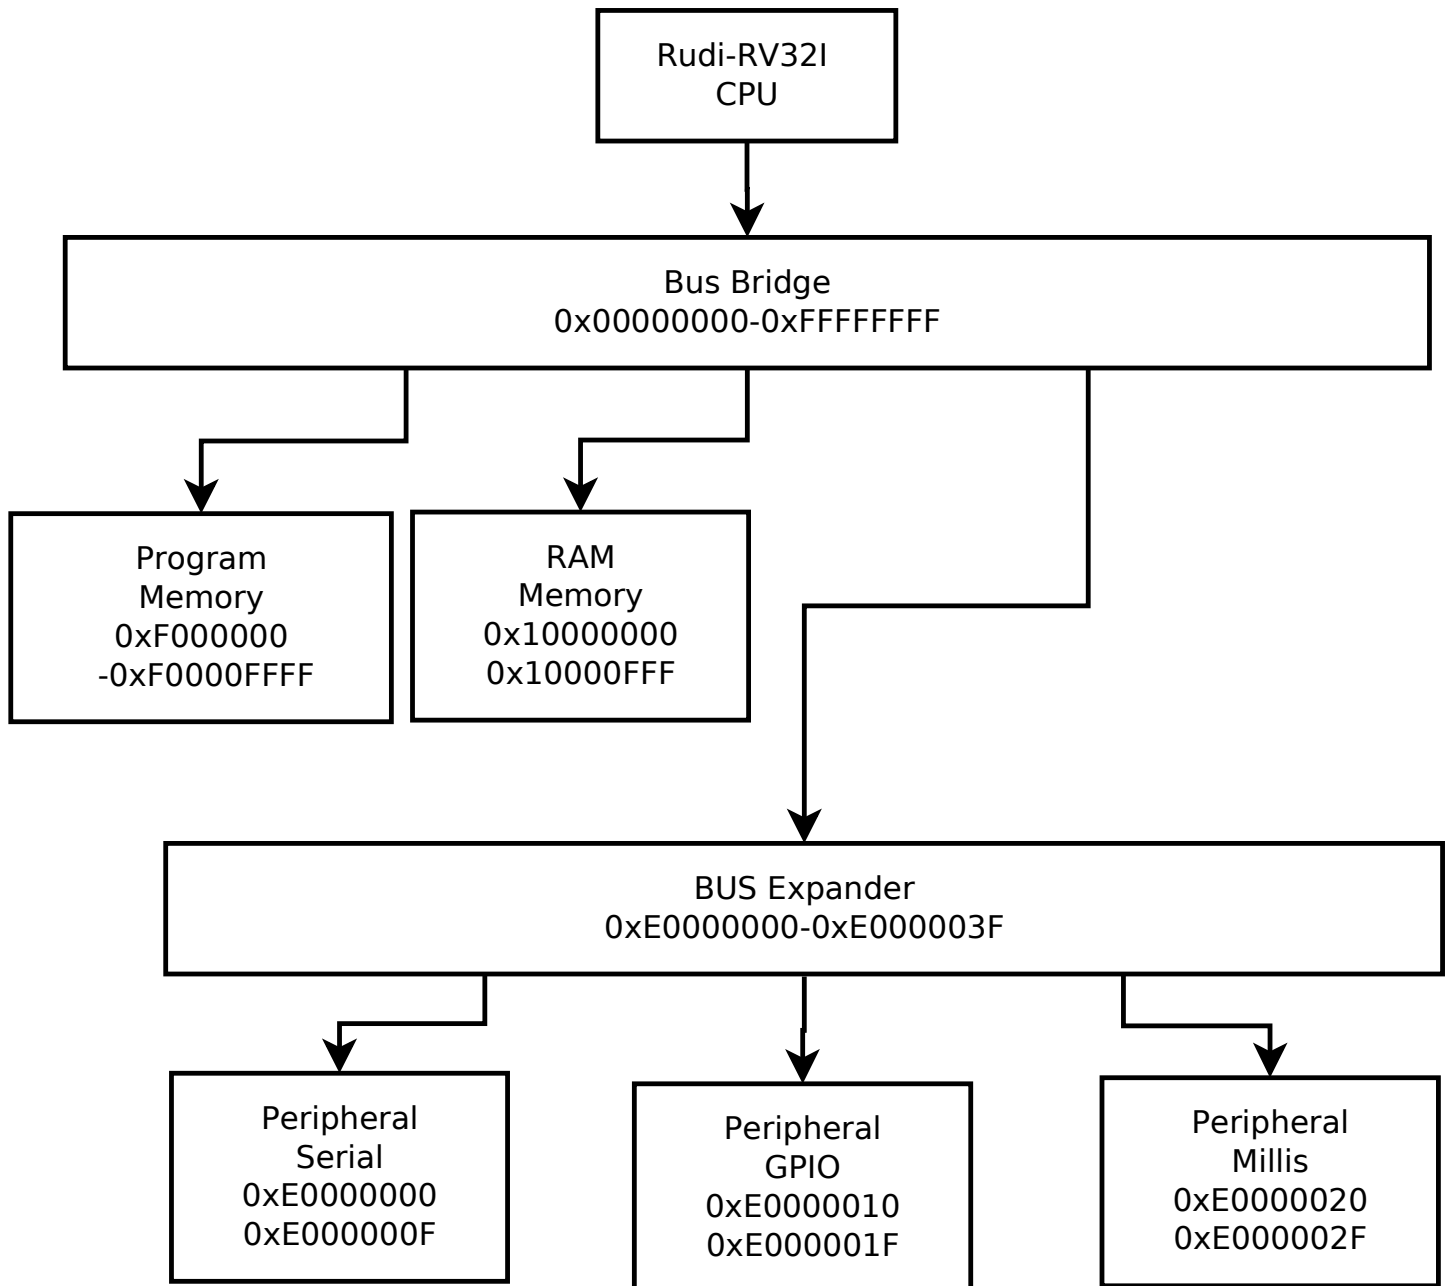 Rudi-RV32I
CPU
Bus Bridge
0x00000000-0xFFFFFFFF
Program
Memory
0xF000000
-0xF0000FFFF
RAM
Memory
0x10000000
0x10000FFF
BUS Expander
0xE0000000-0xE000003F
Peripheral
Serial
0xE0000000
0xE000000F
Peripheral
GPIO
0xE0000010
0xE000001F
Peripheral
Millis
0xE0000020
0xE000002F